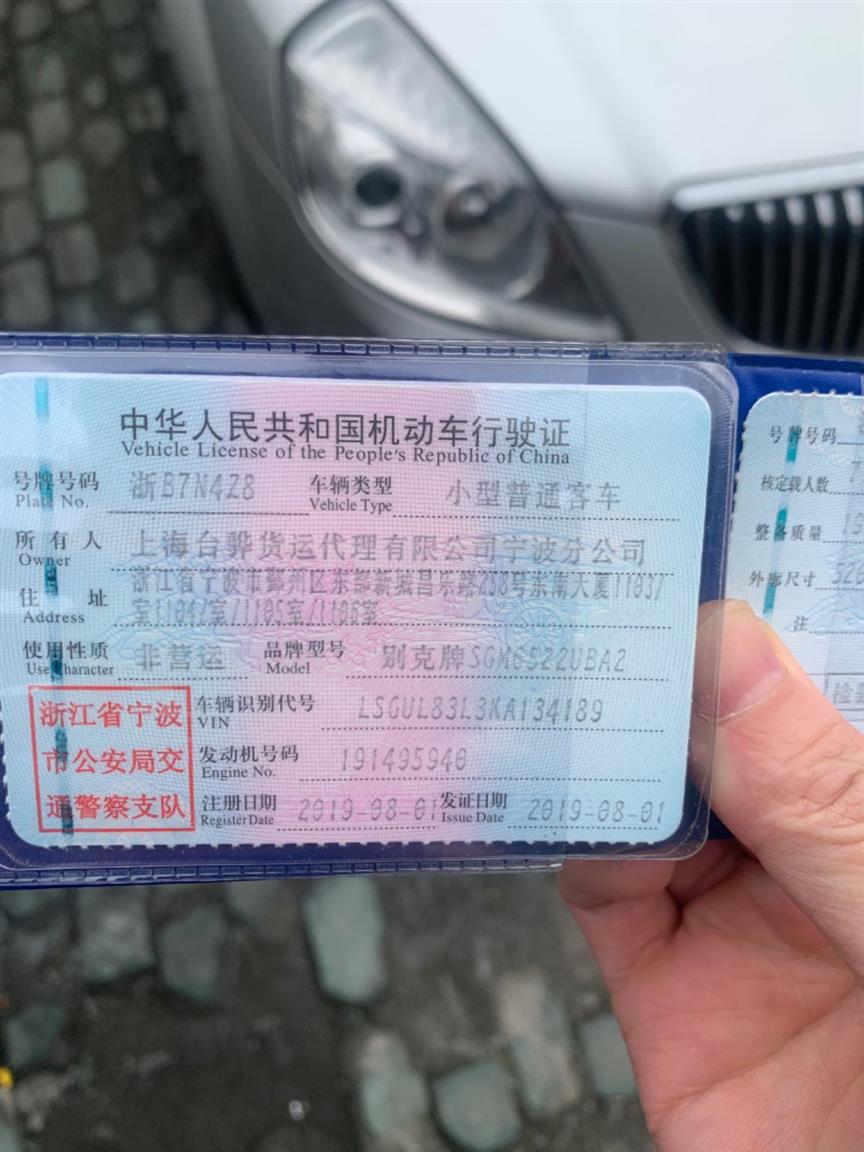 中华人民共和国机动车行驶证
Vehicle License of the People's Republic of China
号牌号码 浙B7N4Z8 车辆类型 小型普通客车
Plate No. Vehicle Type
所有人 上海台骅货运代理有限公司宁波分公司
Owner
住址 浙江省宁波市鄞州区东部新城昌乐路258号东南大厦1103/
Address 室1104/室/1105室/1106室
使用性质 非营运 品牌型号 别克牌SGM6522UBA2
Use Character Model
浙江省宁波
市公安局交
通警察支队
车辆识别代号 LSGUL83L3KA134189
VIN
发动机号码 191495940
Engine No.
注册日期 2019-08-01 发证日期 2019-08-01
Register Date Issue Date
号牌号码
核定载人数
整备质量
外廓尺寸
注